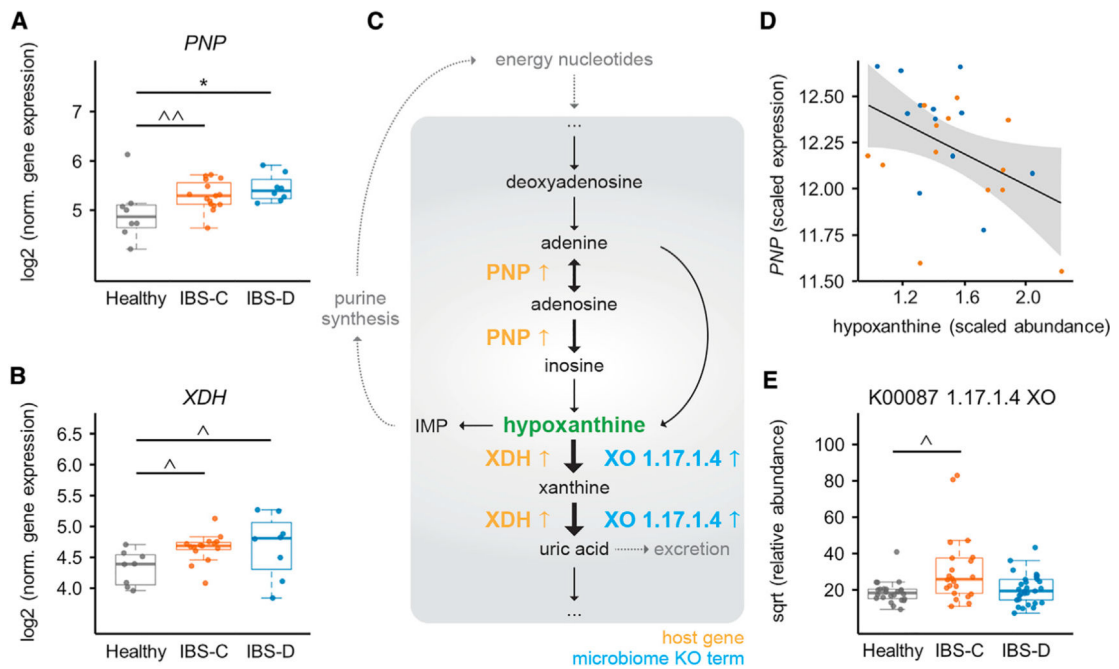 A
PNP
log2 (norm. gene expression)
7
6
5
*
^^
Healthy
IBS-C
IBS-D
B
XDH
log2 (norm. gene expression)
6.5
6.0
5.5
5.0
4.5
4.0
^
^
Healthy
IBS-C
IBS-D
C
energy nucleotides
...
deoxyadenosine
adenine
PNP ↑
adenosine
PNP ↑
inosine
purine
synthesis
IMP
hypoxanthine
XDH ↑
XO 1.17.1.4 ↑
xanthine
XDH ↑
XO 1.17.1.4 ↑
uric acid
excretion
...
host gene
microbiome KO term
D
PNP (scaled expression)
12.50
12.25
12.00
11.75
11.50
1.2
1.6
2.0
hypoxanthine (scaled abundance)
E
K00087 1.17.1.4 XO
sqrt (relative abundance)
100
80
60
40
20
^
Healthy
IBS-C
IBS-D